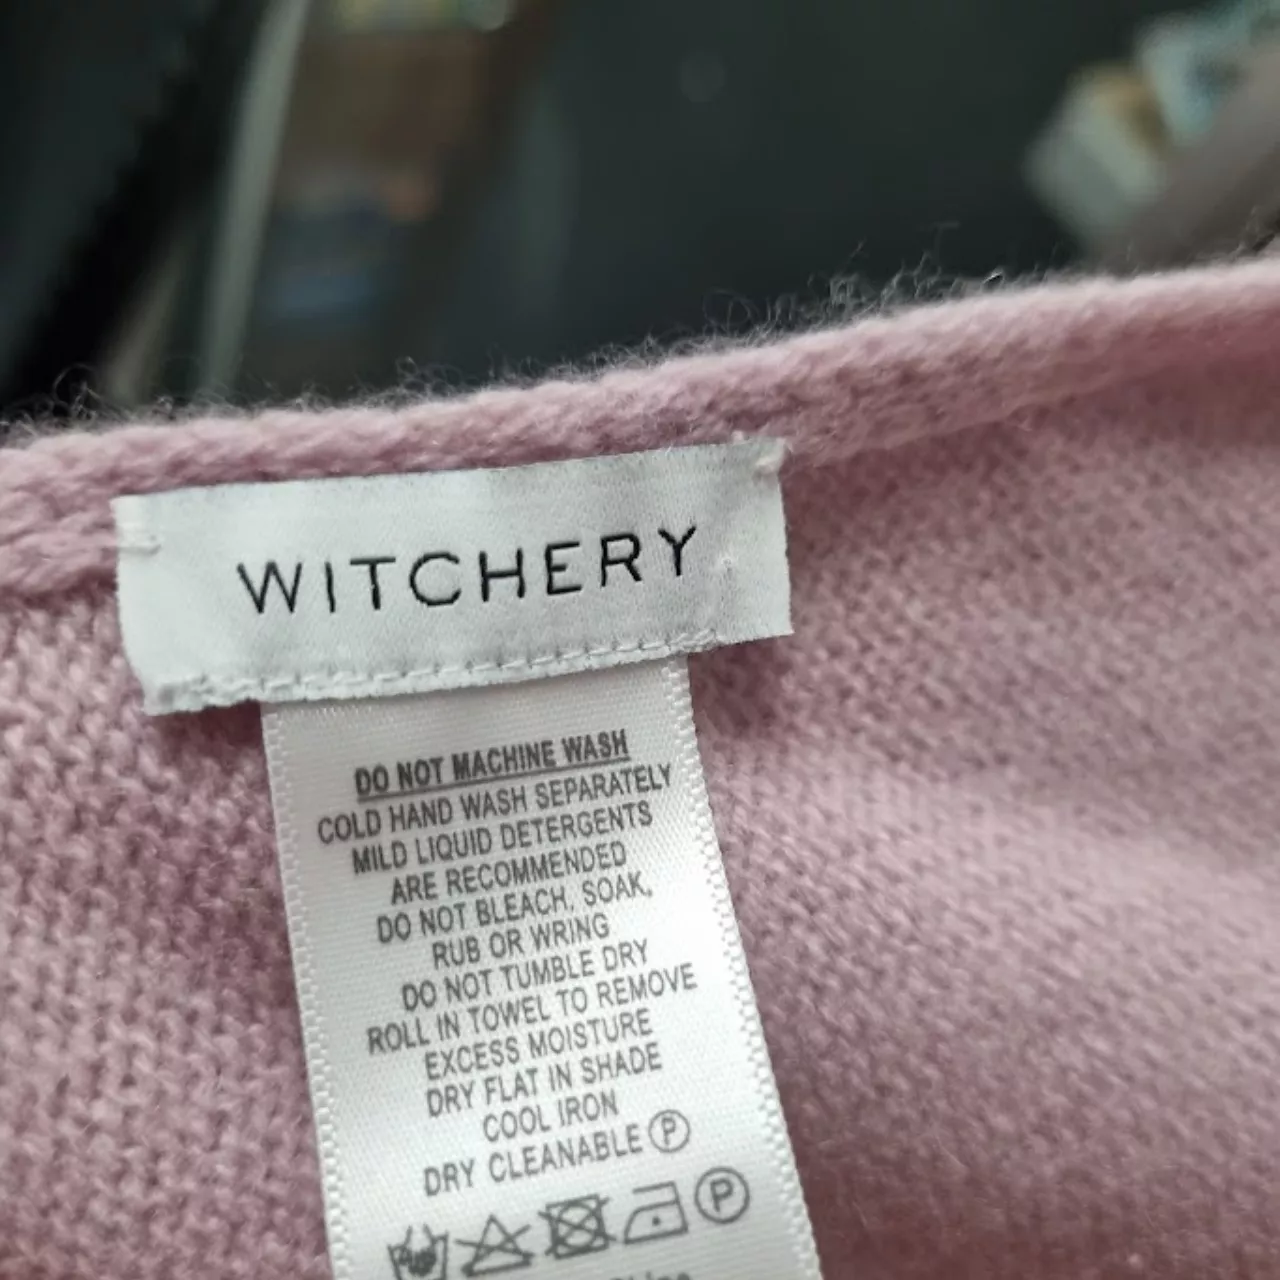 WITCHERY
DO NOT MACHINE WASH
COLD HAND WASH SEPARATELY
MILD LIQUID DETERGENTS
ARE RECOMMENDED
DO NOT BLEACH, SOAK,
RUB OR WRING
DO NOT TUMBLE DRY
ROLL IN TOWEL TO REMOVE
EXCESS MOISTURE
DRY FLAT IN SHADE
COOL IRON
DRY CLEANABLE Ⓟ
Ⓟ